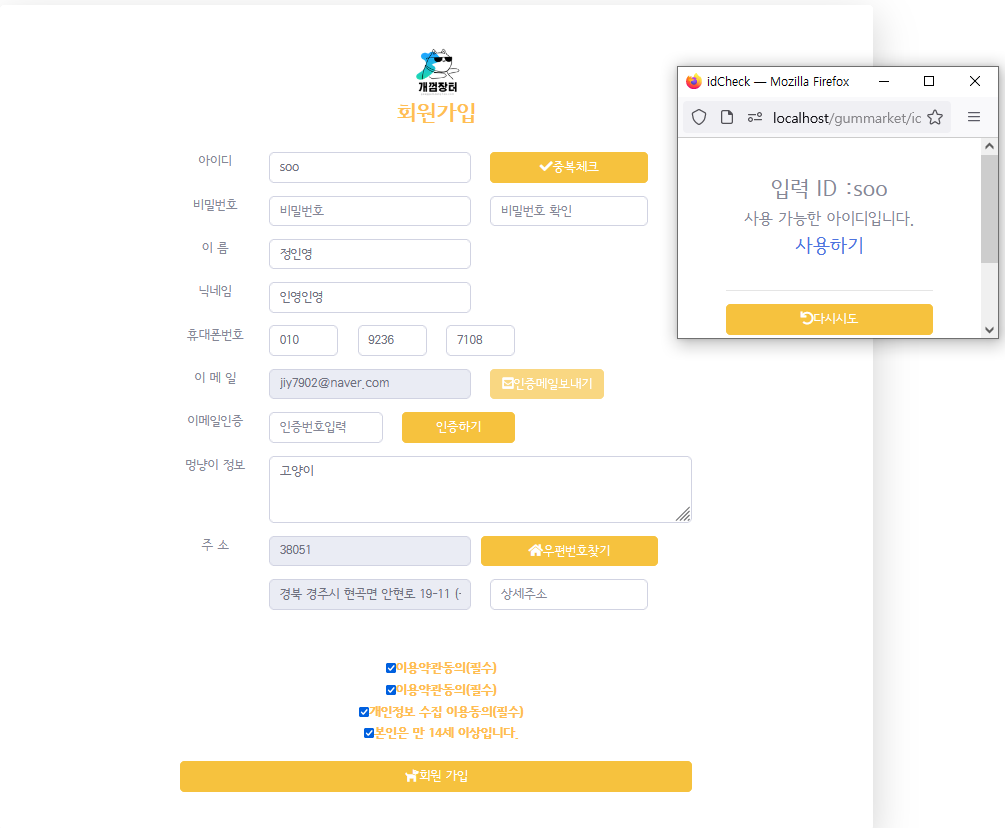 개껌장터
회원가입
아이디 soo 중복체크
비밀번호 비밀번호 비밀번호 확인
이 름 정인영
닉네임 인영인영
휴대폰번호 010 9236 7108
이 메 일 jiy7902@naver.com 인증메일보내기
이메일인증 인증번호입력 인증하기
멍냥이 정보 고양이
주 소 38051 우편번호찾기
경북 경주시 현곡면 안현로 19-11 (- 상세주소
이용약관동의(필수)
이용약관동의(필수)
개인정보 수집 이용동의(필수)
본인은 만 14세 이상입니다.
회원 가입
idCheck — Mozilla Firefox
localhost/gummarket/ic
입력 ID :soo
사용 가능한 아이디입니다.
사용하기
다시시도